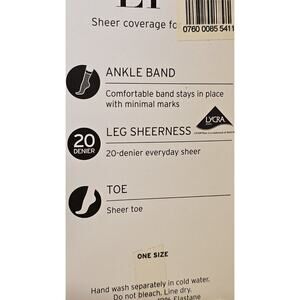 Sheer coverage fo
0760 0085 5411
ANKLE BAND
Comfortable band stays in place
with minimal marks
20
DENIER
LEG SHEERNESS
LYCRA
20-denier everyday sheer
TOE
Sheer toe
ONE SIZE
Hand wash separately in cold water.
Do not bleach. Line dry.
Elastane